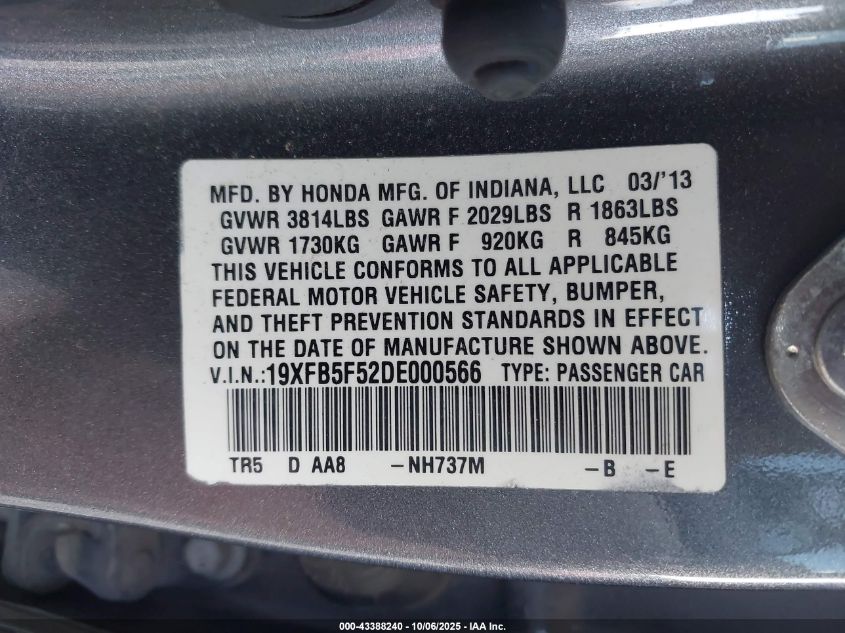 MFD. BY HONDA MFG. OF INDIANA, LLC 03/'13
GVWR 3814LBS GAWR F 2029LBS R 1863LBS
GVWR 1730KG GAWR F 920KG R 845KG
THIS VEHICLE CONFORMS TO ALL APPLICABLE
FEDERAL MOTOR VEHICLE SAFETY, BUMPER,
AND THEFT PREVENTION STANDARDS IN EFFECT
ON THE DATE OF MANUFACTURE SHOWN ABOVE.
V.I.N.:19XFB5F52DE000566 TYPE: PASSENGER CAR
TR5 D AA8 -NH737M -B -E
000-43388240 - 10/06/2025 - IAA Inc.